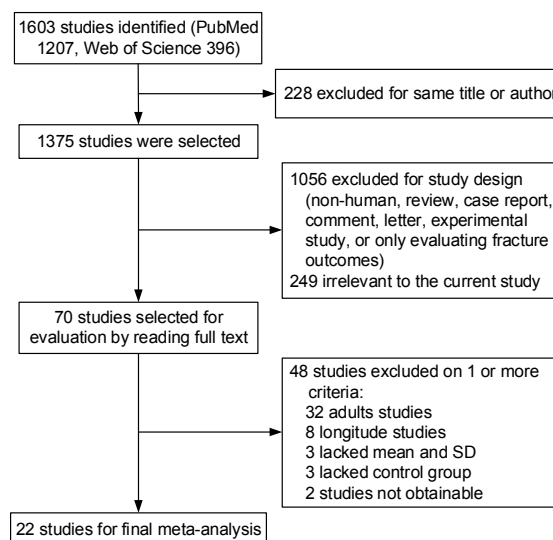 1603 studies identified (PubMed
1207, Web of Science 396)
228 excluded for same title or author
1375 studies were selected
1056 excluded for study design
(non-human, review, case report,
comment, letter, experimental
study, or only evaluating fracture
outcomes)
249 irrelevant to the current study
70 studies selected for
evaluation by reading full text
48 studies excluded on 1 or more
criteria:
32 adults studies
8 longitude studies
3 lacked mean and SD
3 lacked control group
2 studies not obtainable
22 studies for final meta-analysis